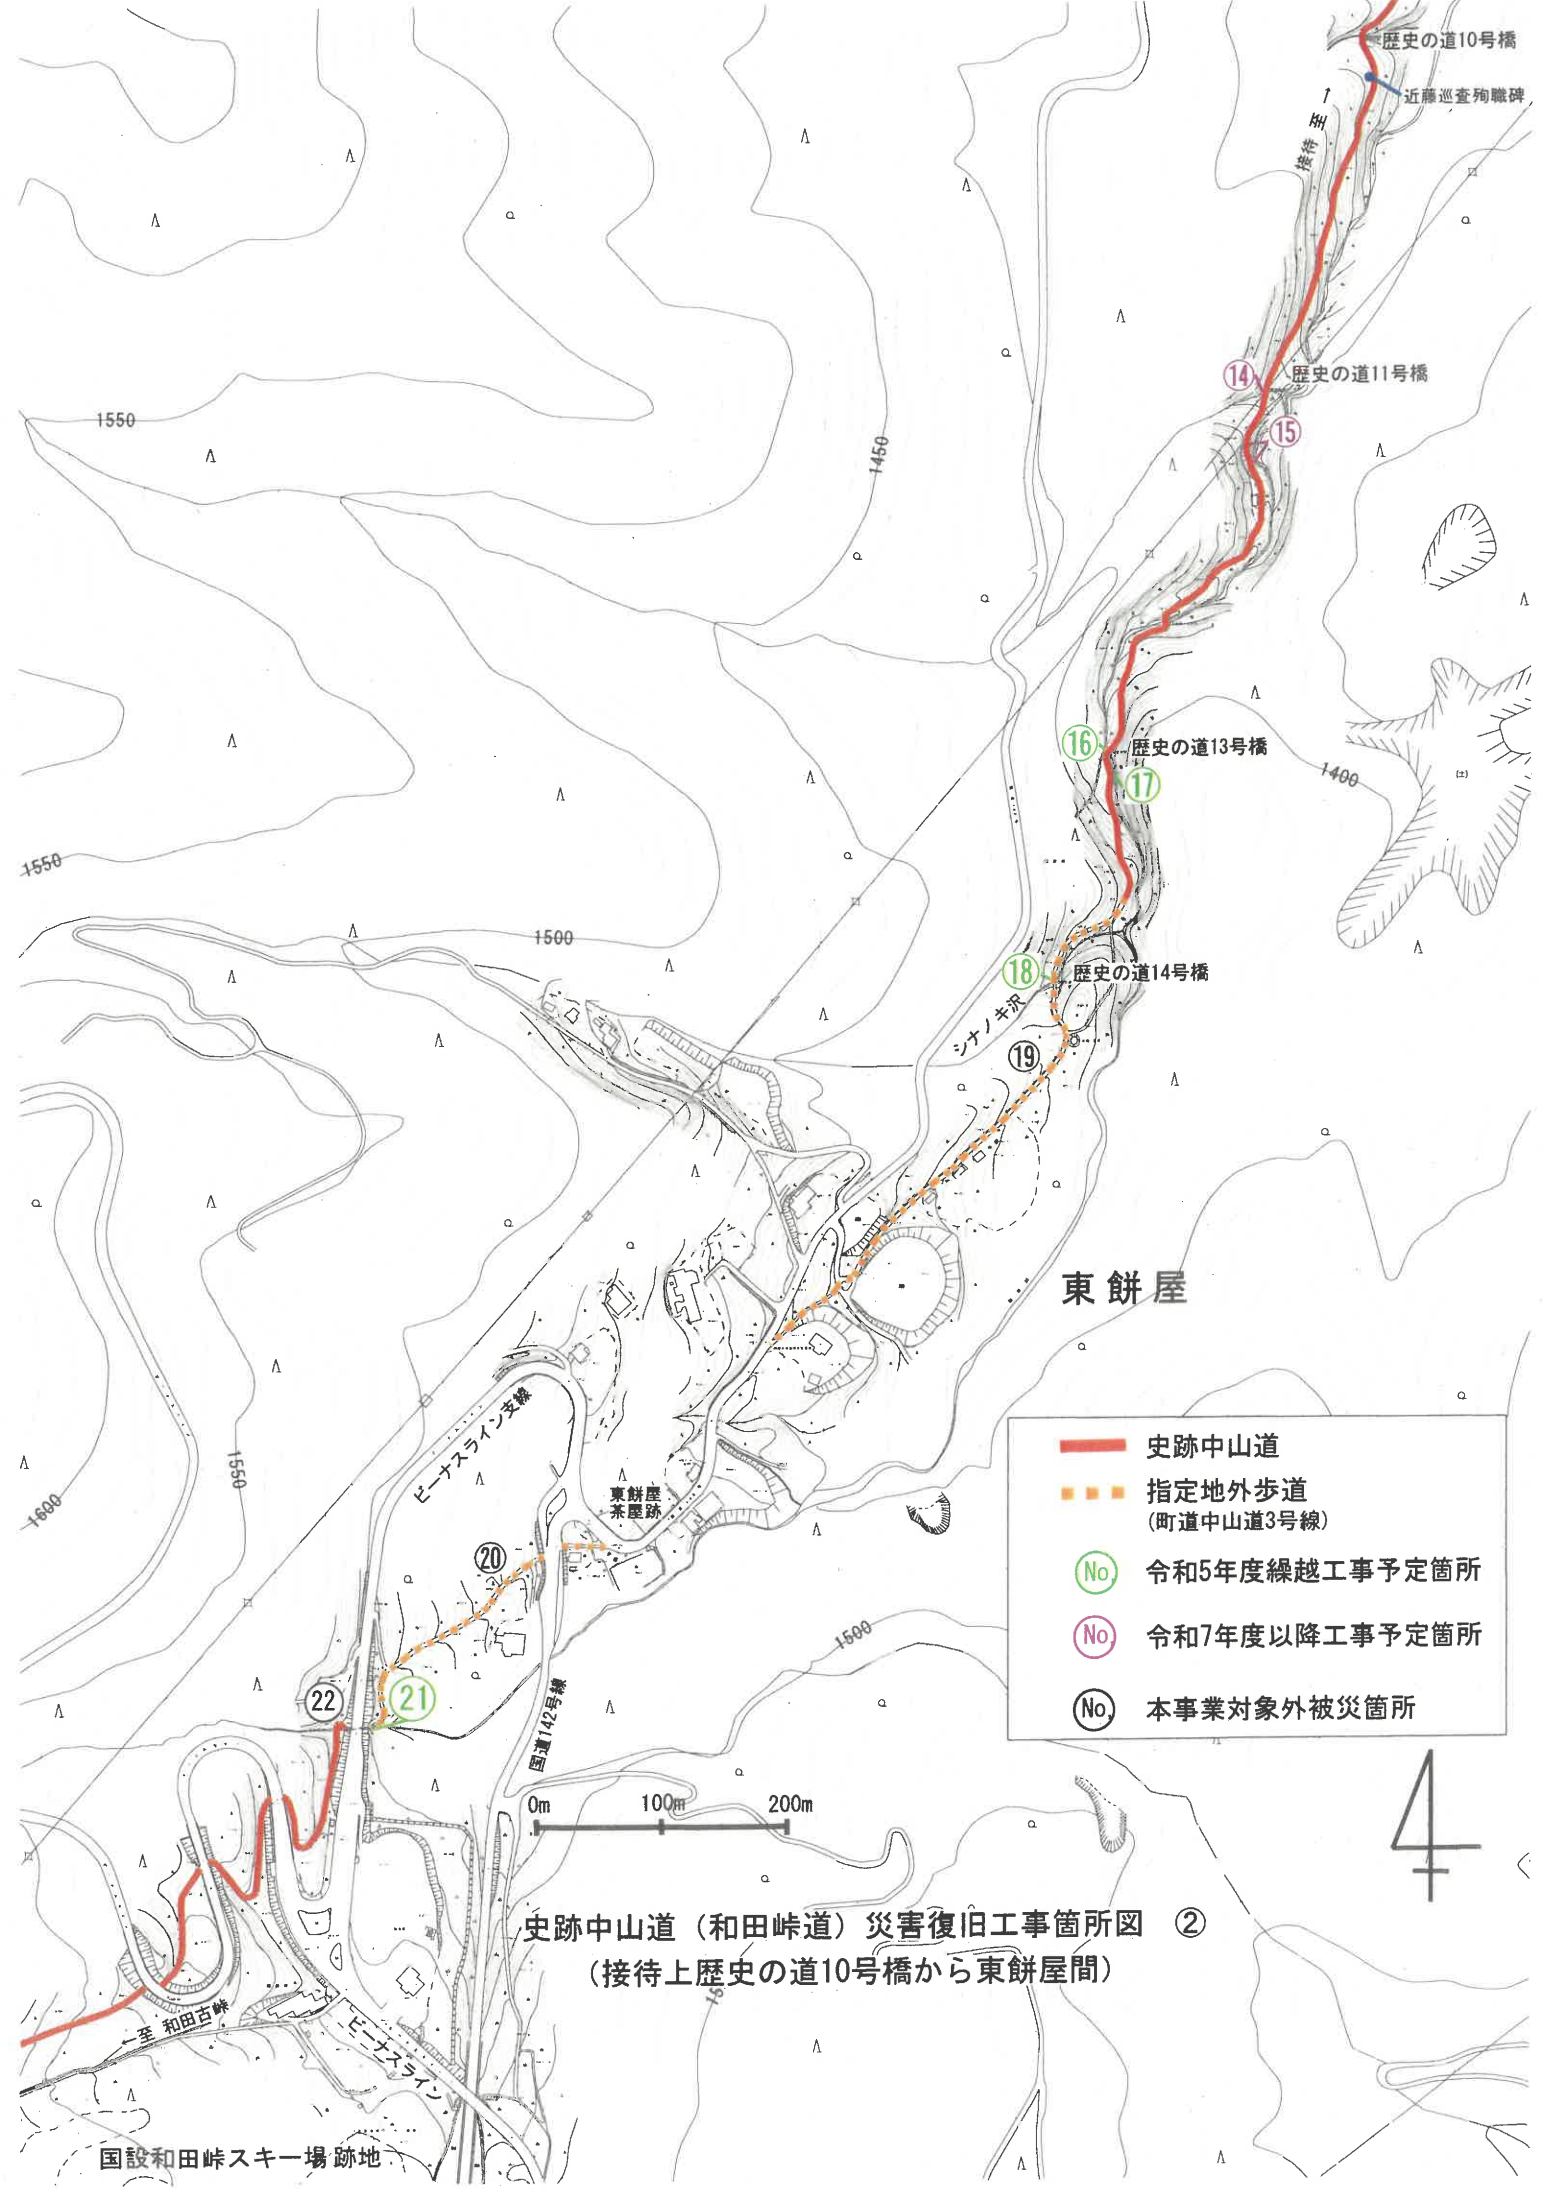 歴史の道10号橋
近藤巡査殉職碑
接待 至 →
⑭
歴史の道11号橋
⑮
1550
1450
⑯
歴史の道13号橋
⑰
1400
1550
1500
⑱
歴史の道14号橋
シナノキ沢
⑲
東餅屋
ビーナスライン支線
東餅屋
茶屋跡
1550
1600
⑳
1500
㉑
㉒
国道142号線
史跡中山道
指定地外歩道
(町道中山道3号線)
No. 令和5年度繰越工事予定箇所
No. 令和7年度以降工事予定箇所
No. 本事業対象外被災箇所
0m 100m 200m
史跡中山道（和田峠道）災害復旧工事箇所図 ②
（接待上歴史の道10号橋から東餅屋間）
←至 和田古峠
ビーナスライン
国設和田峠スキー場跡地